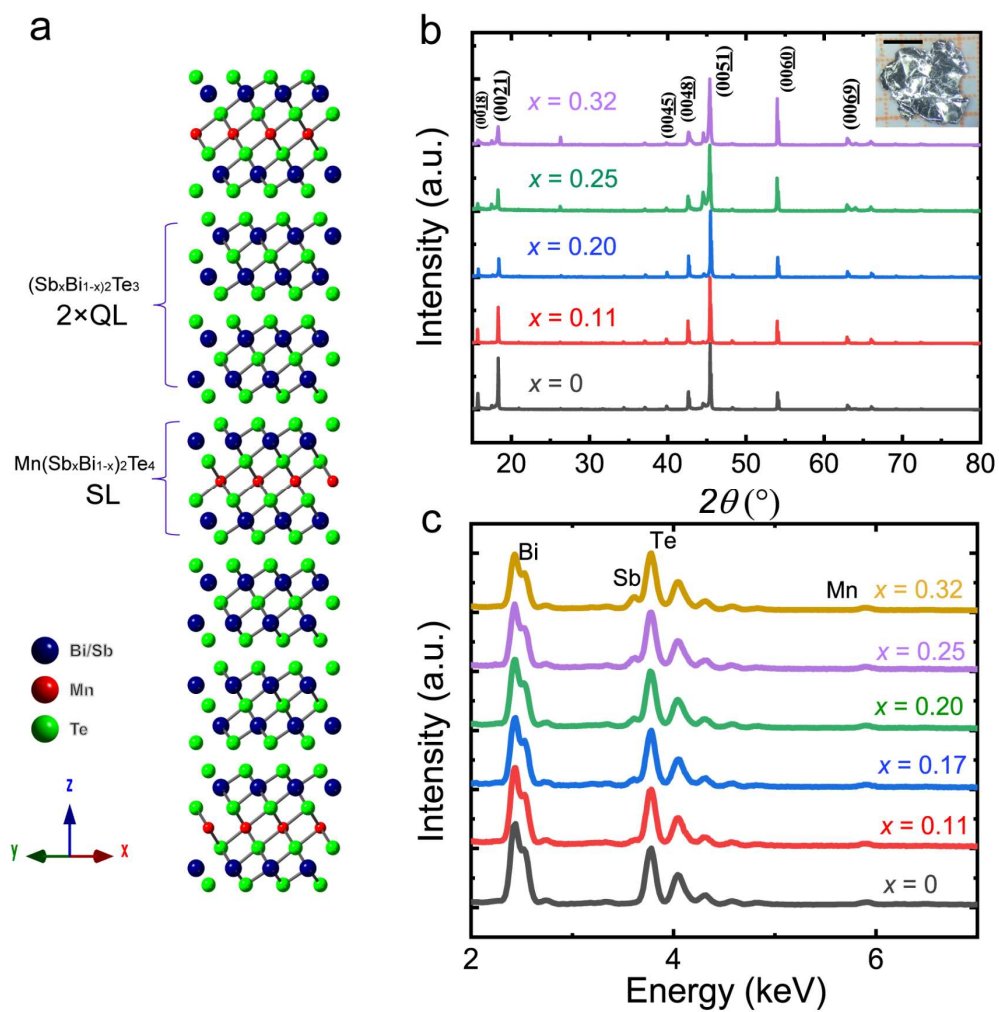 a
(SbxBi1-x)2Te3
2×QL
Mn(SbxBi1-x)2Te4
SL
Bi/Sb
Mn
Te
z
y
x
b
Intensity (a.u.)
(0018)
(0021)
(0045)
(0048)
(0051)
(0060)
(0069)
x = 0.32
x = 0.25
x = 0.20
x = 0.11
x = 0
20 30 40 50 60 70 80
2θ (°)
c
Intensity (a.u.)
Bi
Sb
Te
Mn
x = 0.32
x = 0.25
x = 0.20
x = 0.17
x = 0.11
x = 0
2 4 6
Energy (keV)